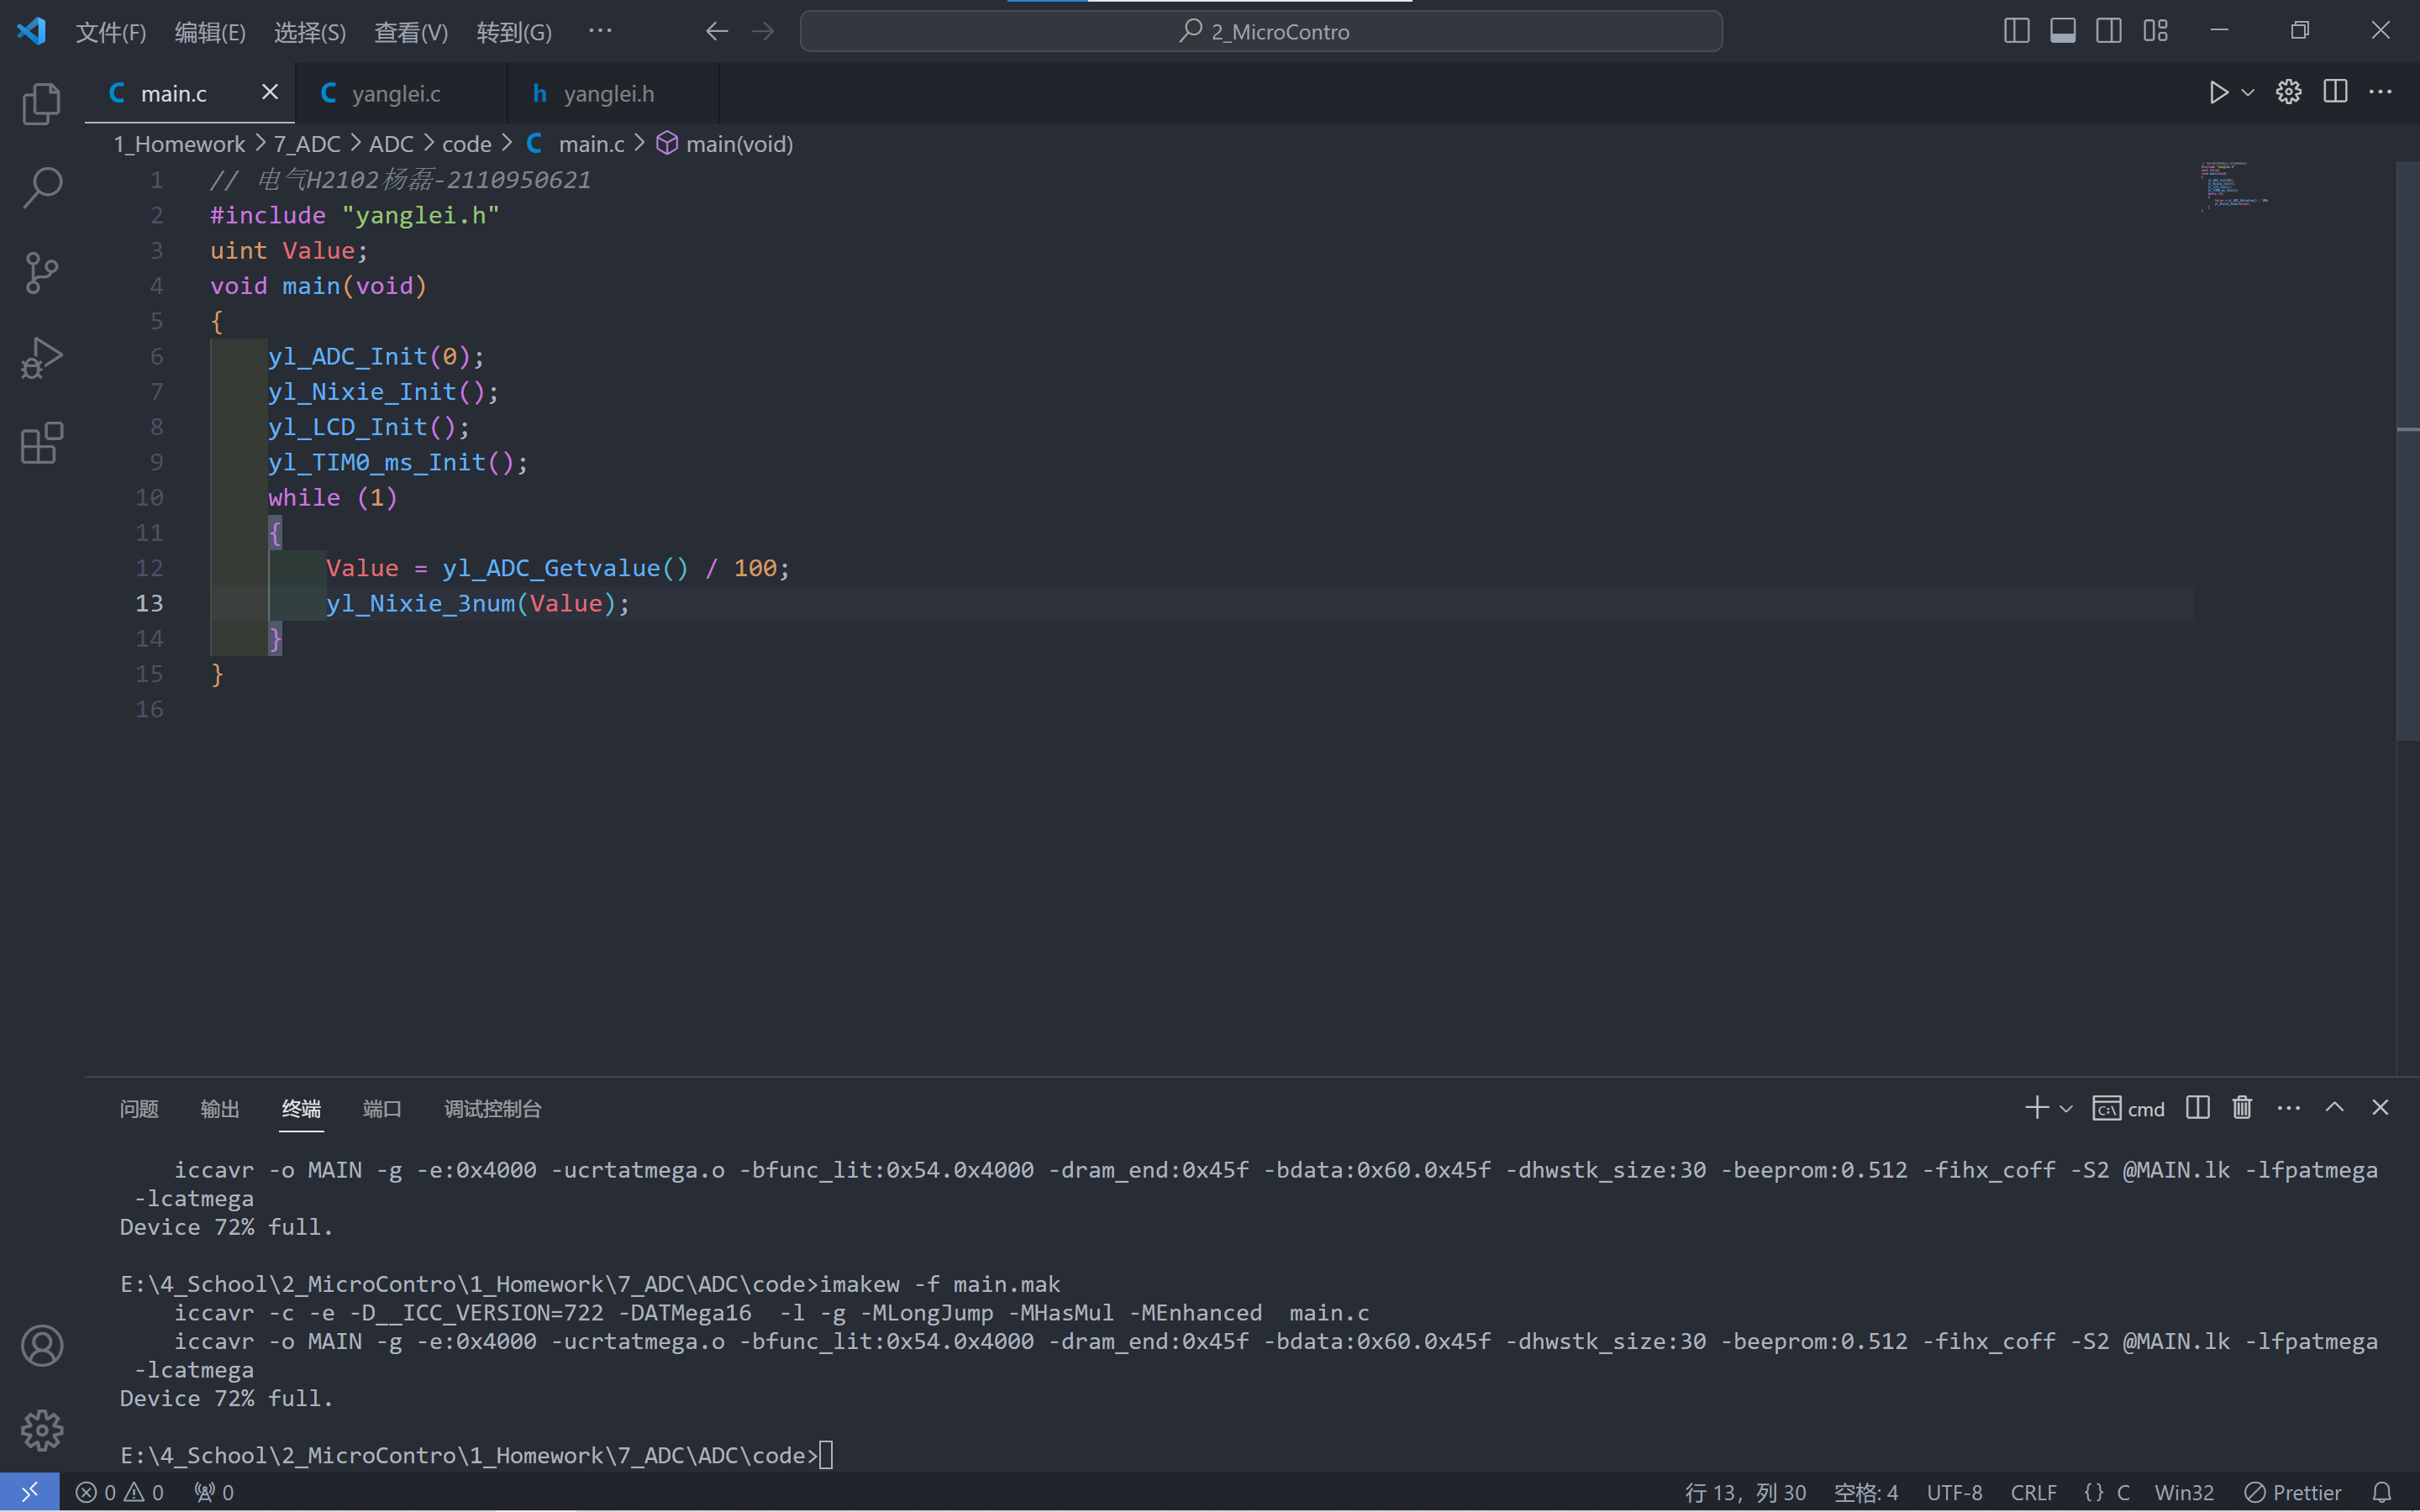 文件(F) 编辑(E) 选择(S) 查看(V) 转到(G) ··· 2_MicroContro
main.c yanglei.c yanglei.h
1_Homework > 7_ADC > ADC > code > C main.c > main(void)
1 // 电气H2102杨磊-2110950621
2 #include "yanglei.h"
3 uint Value;
4 void main(void)
5 {
6 yl_ADC_Init(0);
7 yl_Nixie_Init();
8 yl_LCD_Init();
9 yl_TIM0_ms_Init();
10 while (1)
11 {
12 Value = yl_ADC_Getvalue() / 100;
13 yl_Nixie_3num(Value);
14 }
15 }
16
问题 输出 终端 端口 调试控制台 cmd
iccavr -o MAIN -g -e:0x4000 -ucrtatmega.o -bfunc_lit:0x54.0x4000 -dram_end:0x45f -bdata:0x60.0x45f -dhwstk_size:30 -beeprom:0.512 -fihx_coff -S2 @MAIN.lk -lfpatmega
-lcatmega
Device 72% full.
E:\4_School\2_MicroContro\1_Homework\7_ADC\ADC\code>imakew -f main.mak
iccavr -c -e -D__ICC_VERSION=722 -DATMega16  -l -g -MLongJump -MHasMul -MEnhanced  main.c
iccavr -o MAIN -g -e:0x4000 -ucrtatmega.o -bfunc_lit:0x54.0x4000 -dram_end:0x45f -bdata:0x60.0x45f -dhwstk_size:30 -beeprom:0.512 -fihx_coff -S2 @MAIN.lk -lfpatmega
-lcatmega
Device 72% full.
E:\4_School\2_MicroContro\1_Homework\7_ADC\ADC\code>
0 0 0 行 13，列 30 空格: 4 UTF-8 CRLF {} C Win32 Prettier